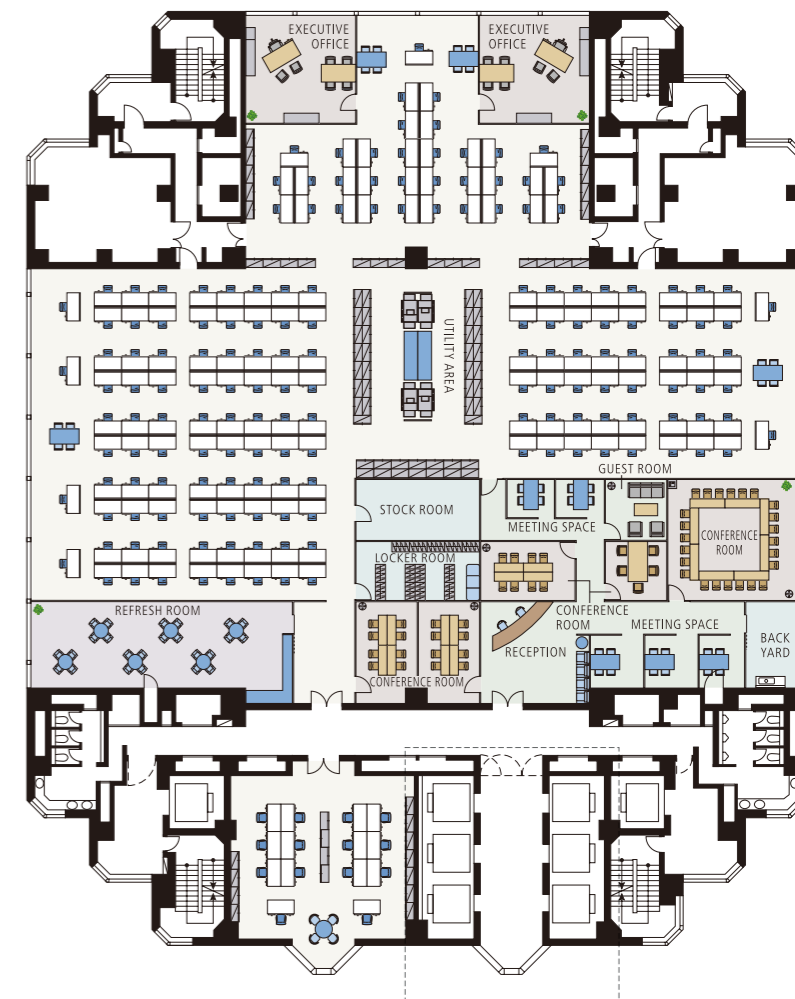 EXECUTIVE
OFFICE
EXECUTIVE
OFFICE
UTILITY AREA
GUEST ROOM
STOCK ROOM
MEETING SPACE
CONFERENCE
ROOM
LOCKER ROOM
REFRESH ROOM
CONFERENCE
ROOM
MEETING SPACE
RECEPTION
BACK
YARD
CONFERENCE ROOM